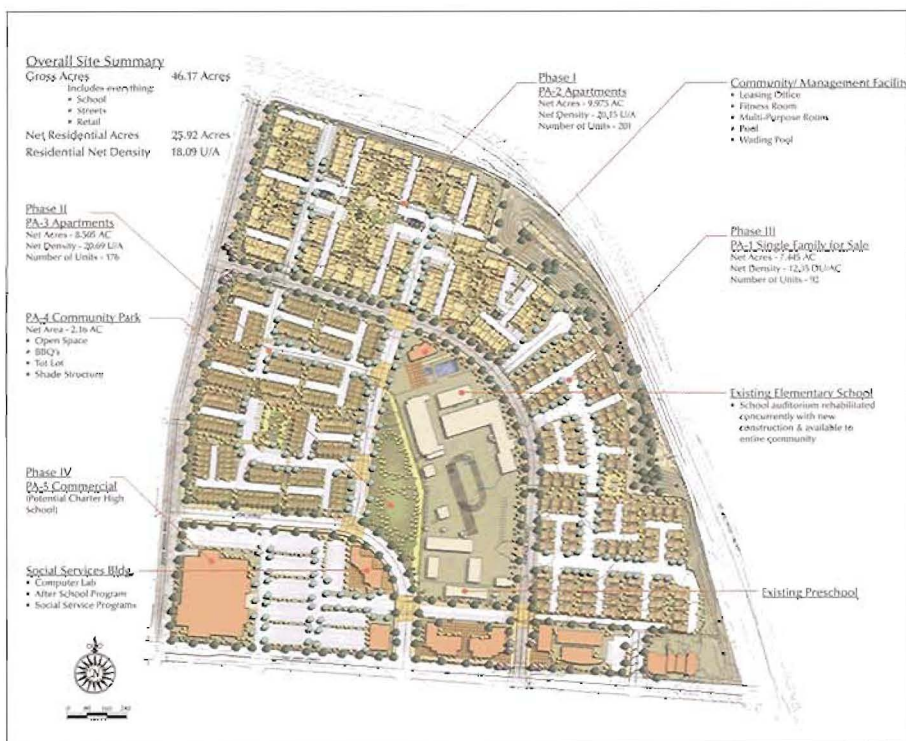 Overall Site Summary
Gross Acres 46.17 Acres
Includes everything:
• School
• Streets
• Retail
Net Residential Acres 25.92 Acres
Residential Net Density 18.09 U/A
Phase I
PA-2 Apartments
Net Acres - 9.975 AC
Net Density - 20.15 U/A
Number of Units - 201
Community/ Management Facility
• Leasing Office
• Fitness Room
• Multi-Purpose Room
• Pool
• Wading Pool
Phase II
PA-3 Apartments
Net Acres - 8.505 AC
Net Density - 20.69 U/A
Number of Units - 176
Phase III
PA-1 Single Family for Sale
Net Acres - 7.445 AC
Net Density - 12.35 DU/AC
Number of Units - 92
PA-4 Community Park
Net Area - 2.16 AC
• Open Space
• BBQ's
• Tot Lot
• Shade Structure
Existing Elementary School
• School auditorium rehabilitated
concurrently with new
construction & available to
entire community
Phase IV
PA-5 Commercial
(Potential Charter High
School)
Social Services Bldg.
• Computer Lab
• After School Program
• Social Service Programs
Existing Preschool
N
0 80 160 240